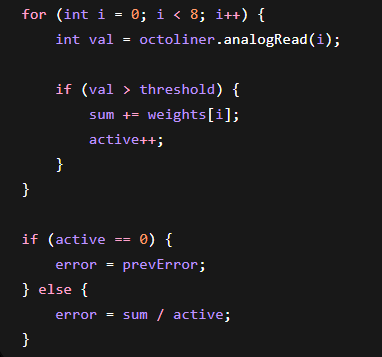 for (int i = 0; i < 8; i++) {
    int val = octoliner.analogRead(i);

    if (val > threshold) {
        sum += weights[i];
        active++;
    }
}

if (active == 0) {
    error = prevError;
} else {
    error = sum / active;
}